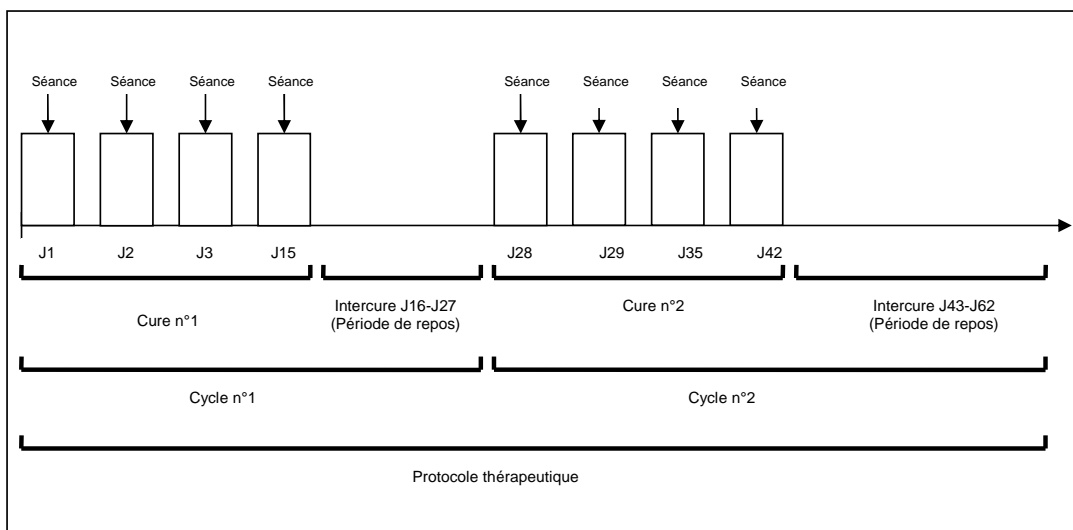 Séance Séance Séance Séance Séance Séance Séance Séance
J1 J2 J3 J15 J28 J29 J35 J42
Cure n°1
Intercure J16-J27
(Période de repos)
Cure n°2
Intercure J43-J62
(Période de repos)
Cycle n°1 Cycle n°2
Protocole thérapeutique